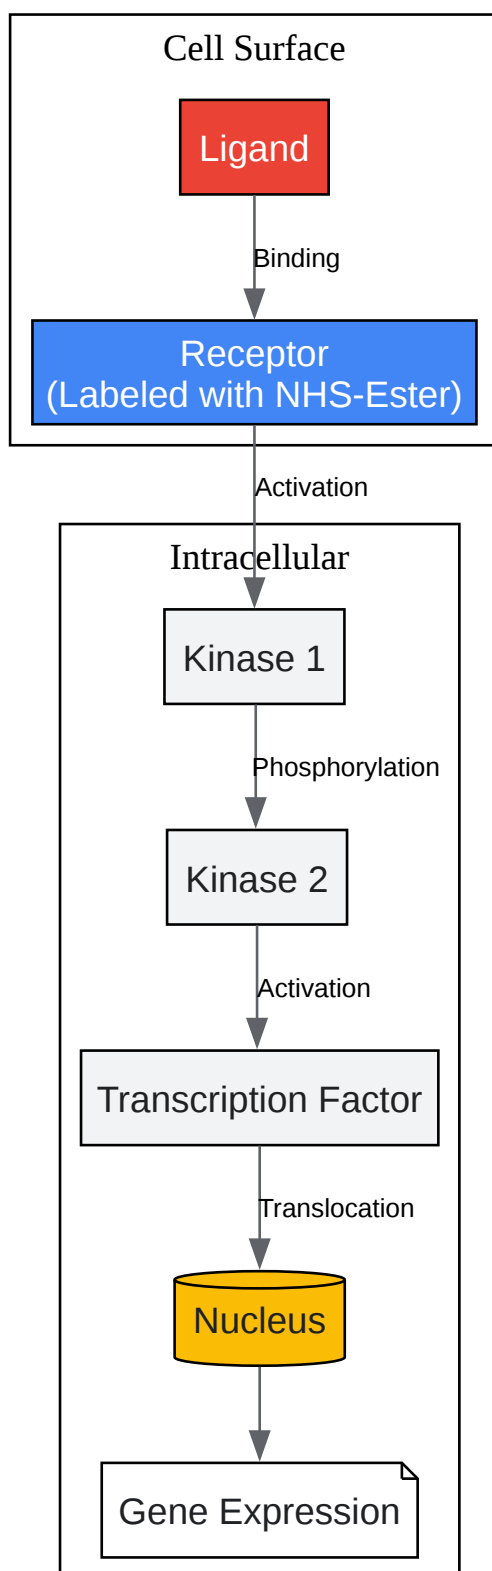 Cell Surface
Ligand
Binding
Receptor
(Labeled with NHS-Ester)
Activation
Intracellular
Kinase 1
Phosphorylation
Kinase 2
Activation
Transcription Factor
Translocation
Nucleus
Gene Expression